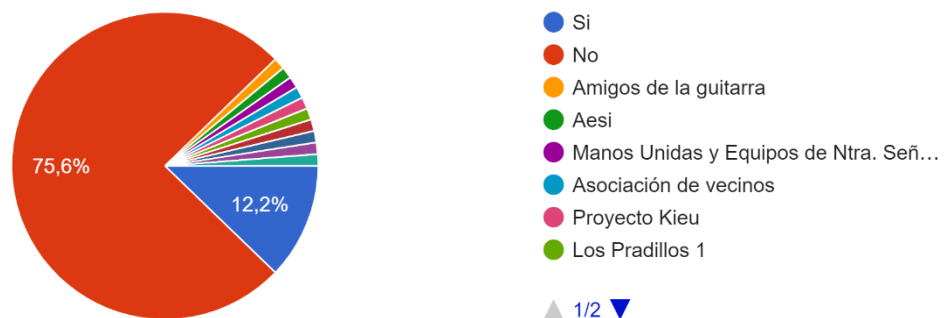 75,6%
12,2%
Si
No
Amigos de la guitarra
Aesi
Manos Unidas y Equipos de Ntra. Señ…
Asociación de vecinos
Proyecto Kieu
Los Pradillos 1
1/2